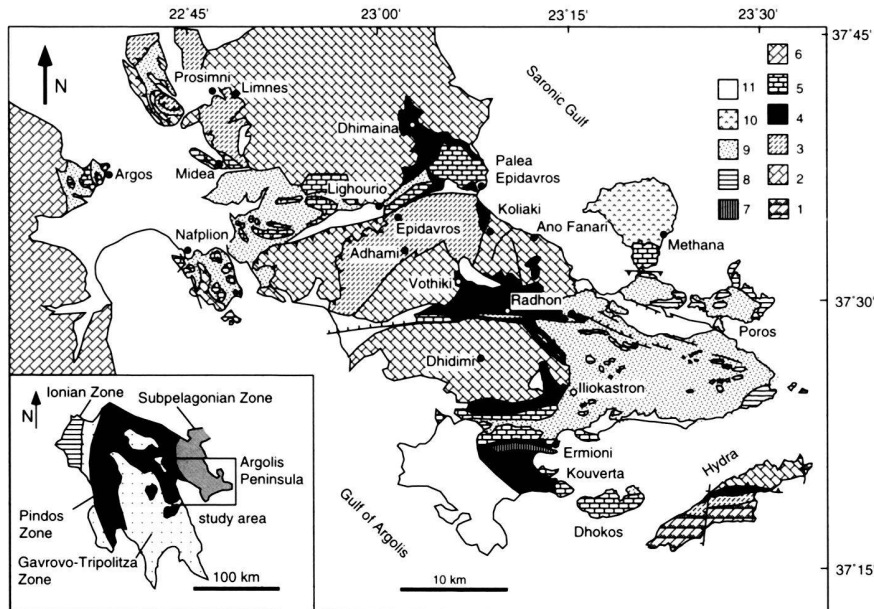 22°45' 23°00' 23°15' 23°30'
37°45'
N
Prosimni
Limnes
Saronic Gulf
6
11 5
10 4
9 3
8 2
7 1
Dhimaina
Argos
Midea
Palea
Epidavros
Lighourio
Koliaki
Ano Fanari
Epidavros
Methana
Nafplion
Adhami
Vothiki
Radhon
37°30'
Poros
Dhidimi
Iliokastron
Ionian Zone
Subpelagonian Zone
N
Ermioni
Argolis
Peninsula
Kouverta
Hydra
Pindos
Zone
study area
Gulf of Argolis
Dhokos
Gavrovo-Tripolitza
Zone
100 km
10 km
37°15'